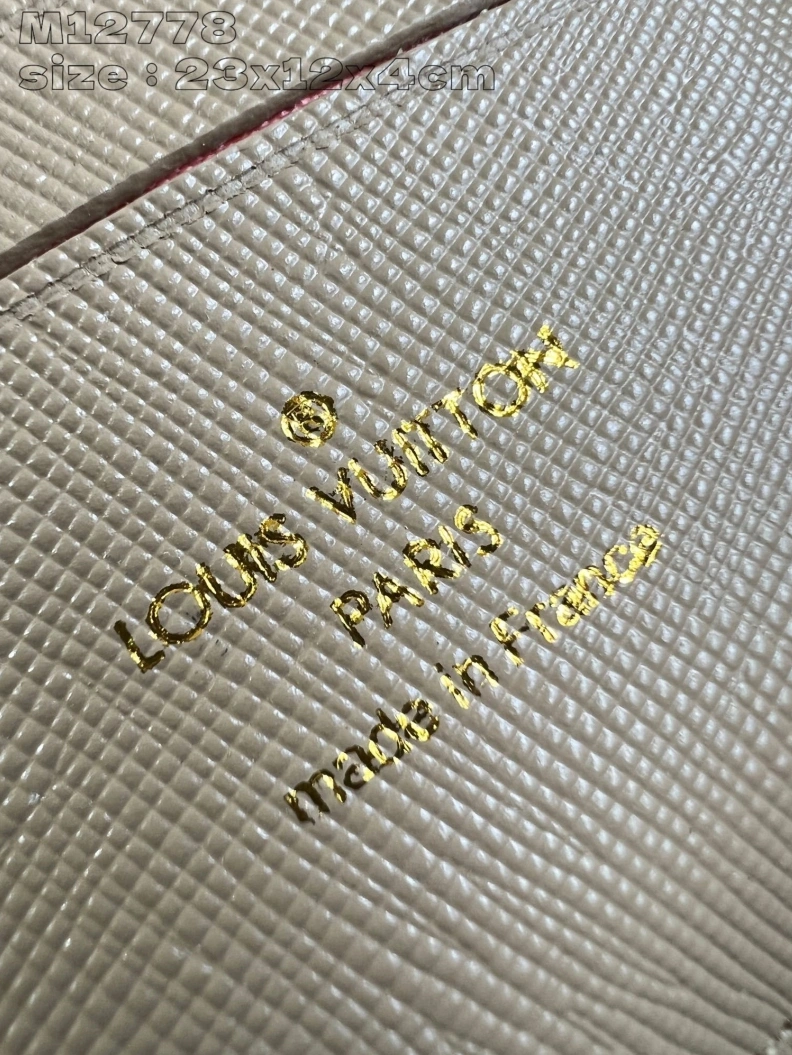 M12778
size : 23x12x4cm
®
LOUIS VUITTON
PARIS
made in France